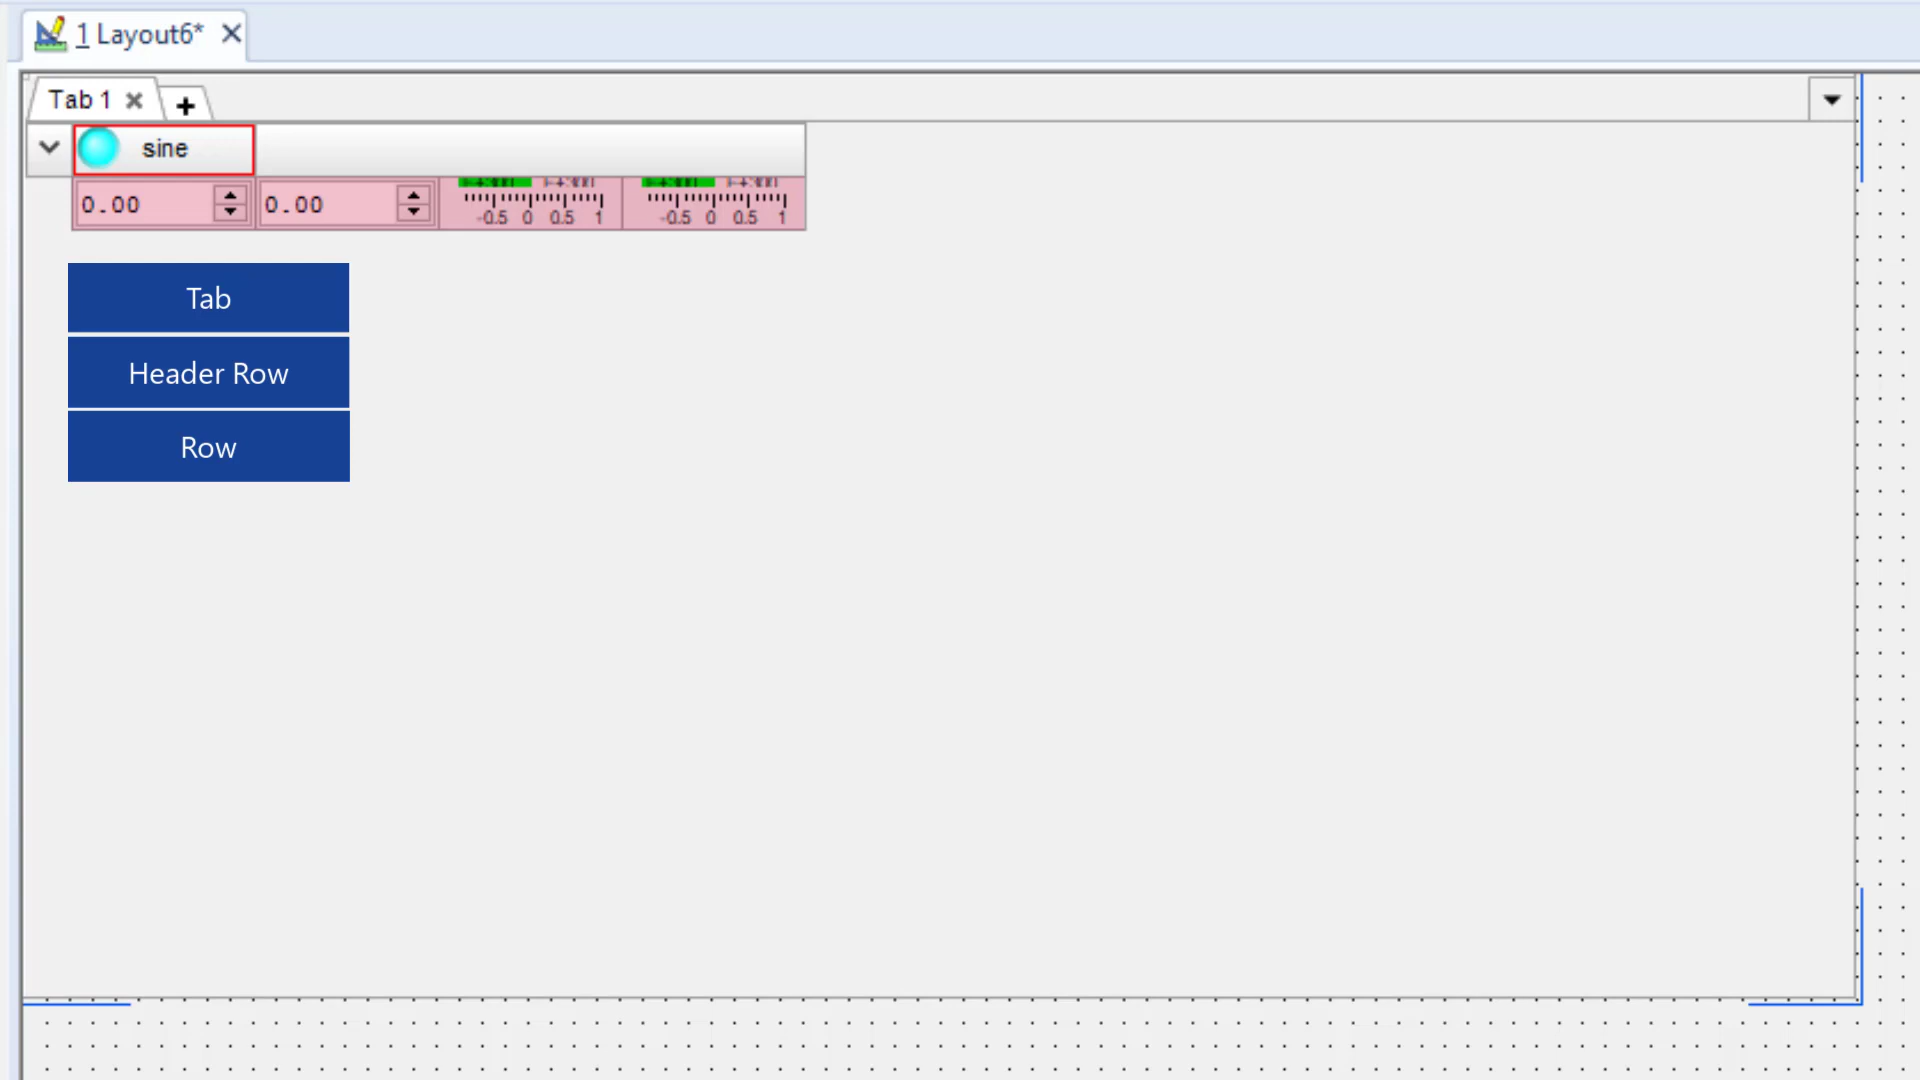 1 Layout6*
Tab 1
sine
0.00 0.00
-0.5 0 0.5 1 -0.5 0 0.5 1
Tab
Header Row
Row